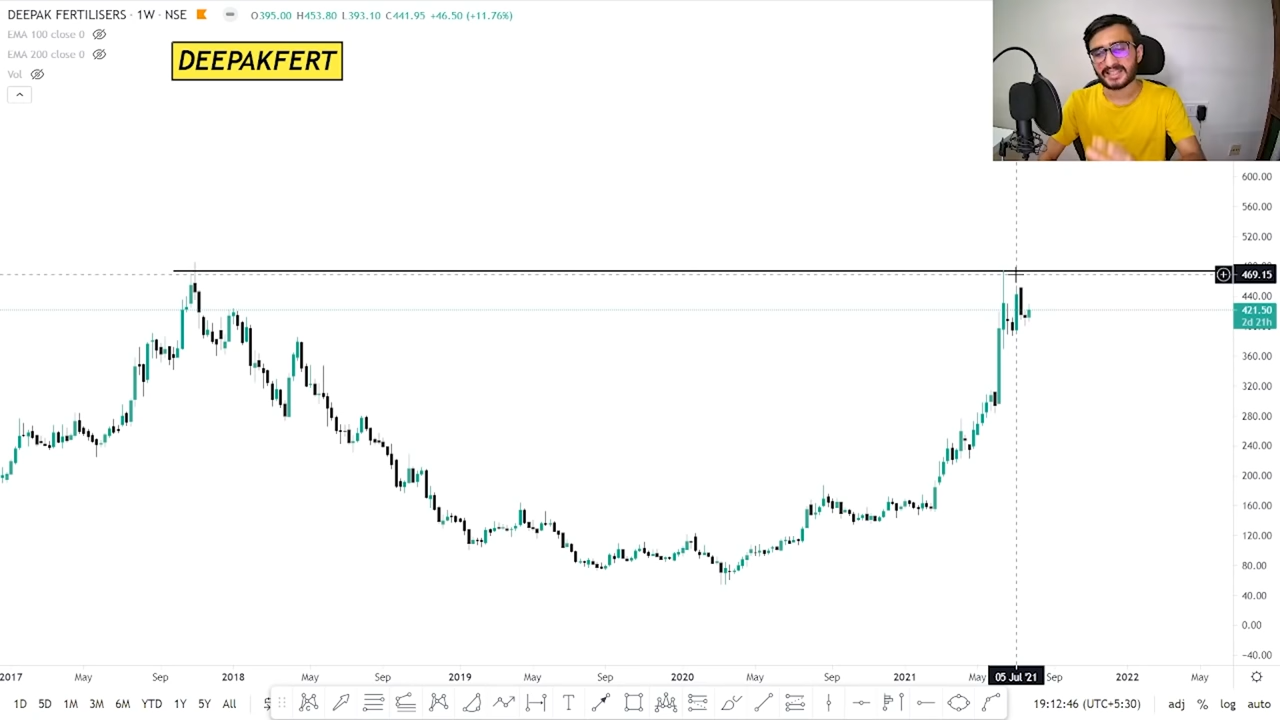 DEEPAK FERTILISERS · 1W · NSE O395.00 H453.80 L393.10 C441.95 +46.50 (+11.76%)
EMA 100 close 0
EMA 200 close 0
Vol
DEEPAKFERT
600.00
560.00
520.00
469.15
440.00
421.50
2d 21h
360.00
320.00
280.00
240.00
200.00
160.00
120.00
80.00
40.00
0.00
−40.00
2017 May Sep 2018 May Sep 2019 May Sep 2020 May Sep 2021 May 05 Jul '21 Sep 2022 May
1D 5D 1M 3M 6M YTD 1Y 5Y All 19:12:46 (UTC+5:30) adj % log auto